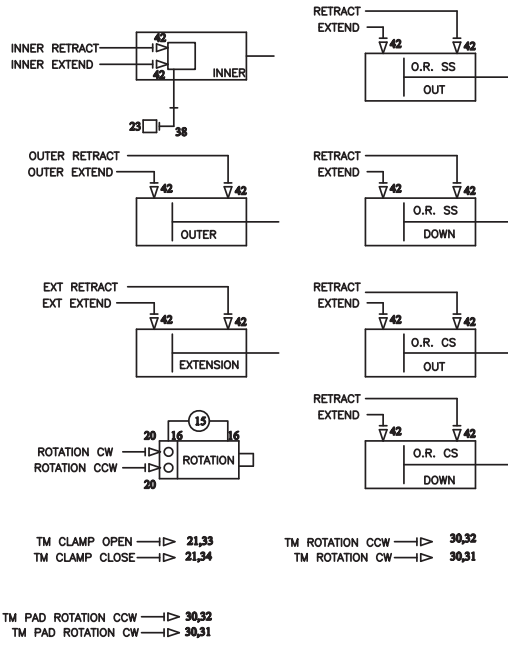 RETRACT
EXTEND
42
42
O.R. SS
OUT
INNER RETRACT
INNER EXTEND
42
42
INNER
23
38
OUTER RETRACT
OUTER EXTEND
42
42
OUTER
RETRACT
EXTEND
42
42
O.R. SS
DOWN
EXT RETRACT
EXT EXTEND
42
42
EXTENSION
RETRACT
EXTEND
42
42
O.R. CS
OUT
RETRACT
EXTEND
42
42
O.R. CS
DOWN
15
20
16
16
ROTATION CW
ROTATION CCW
ROTATION
20
TM CLAMP OPEN 21,33
TM CLAMP CLOSE 21,34
TM ROTATION CCW 30,32
TM ROTATION CW 30,31
TM PAD ROTATION CCW 30,32
TM PAD ROTATION CW 30,31